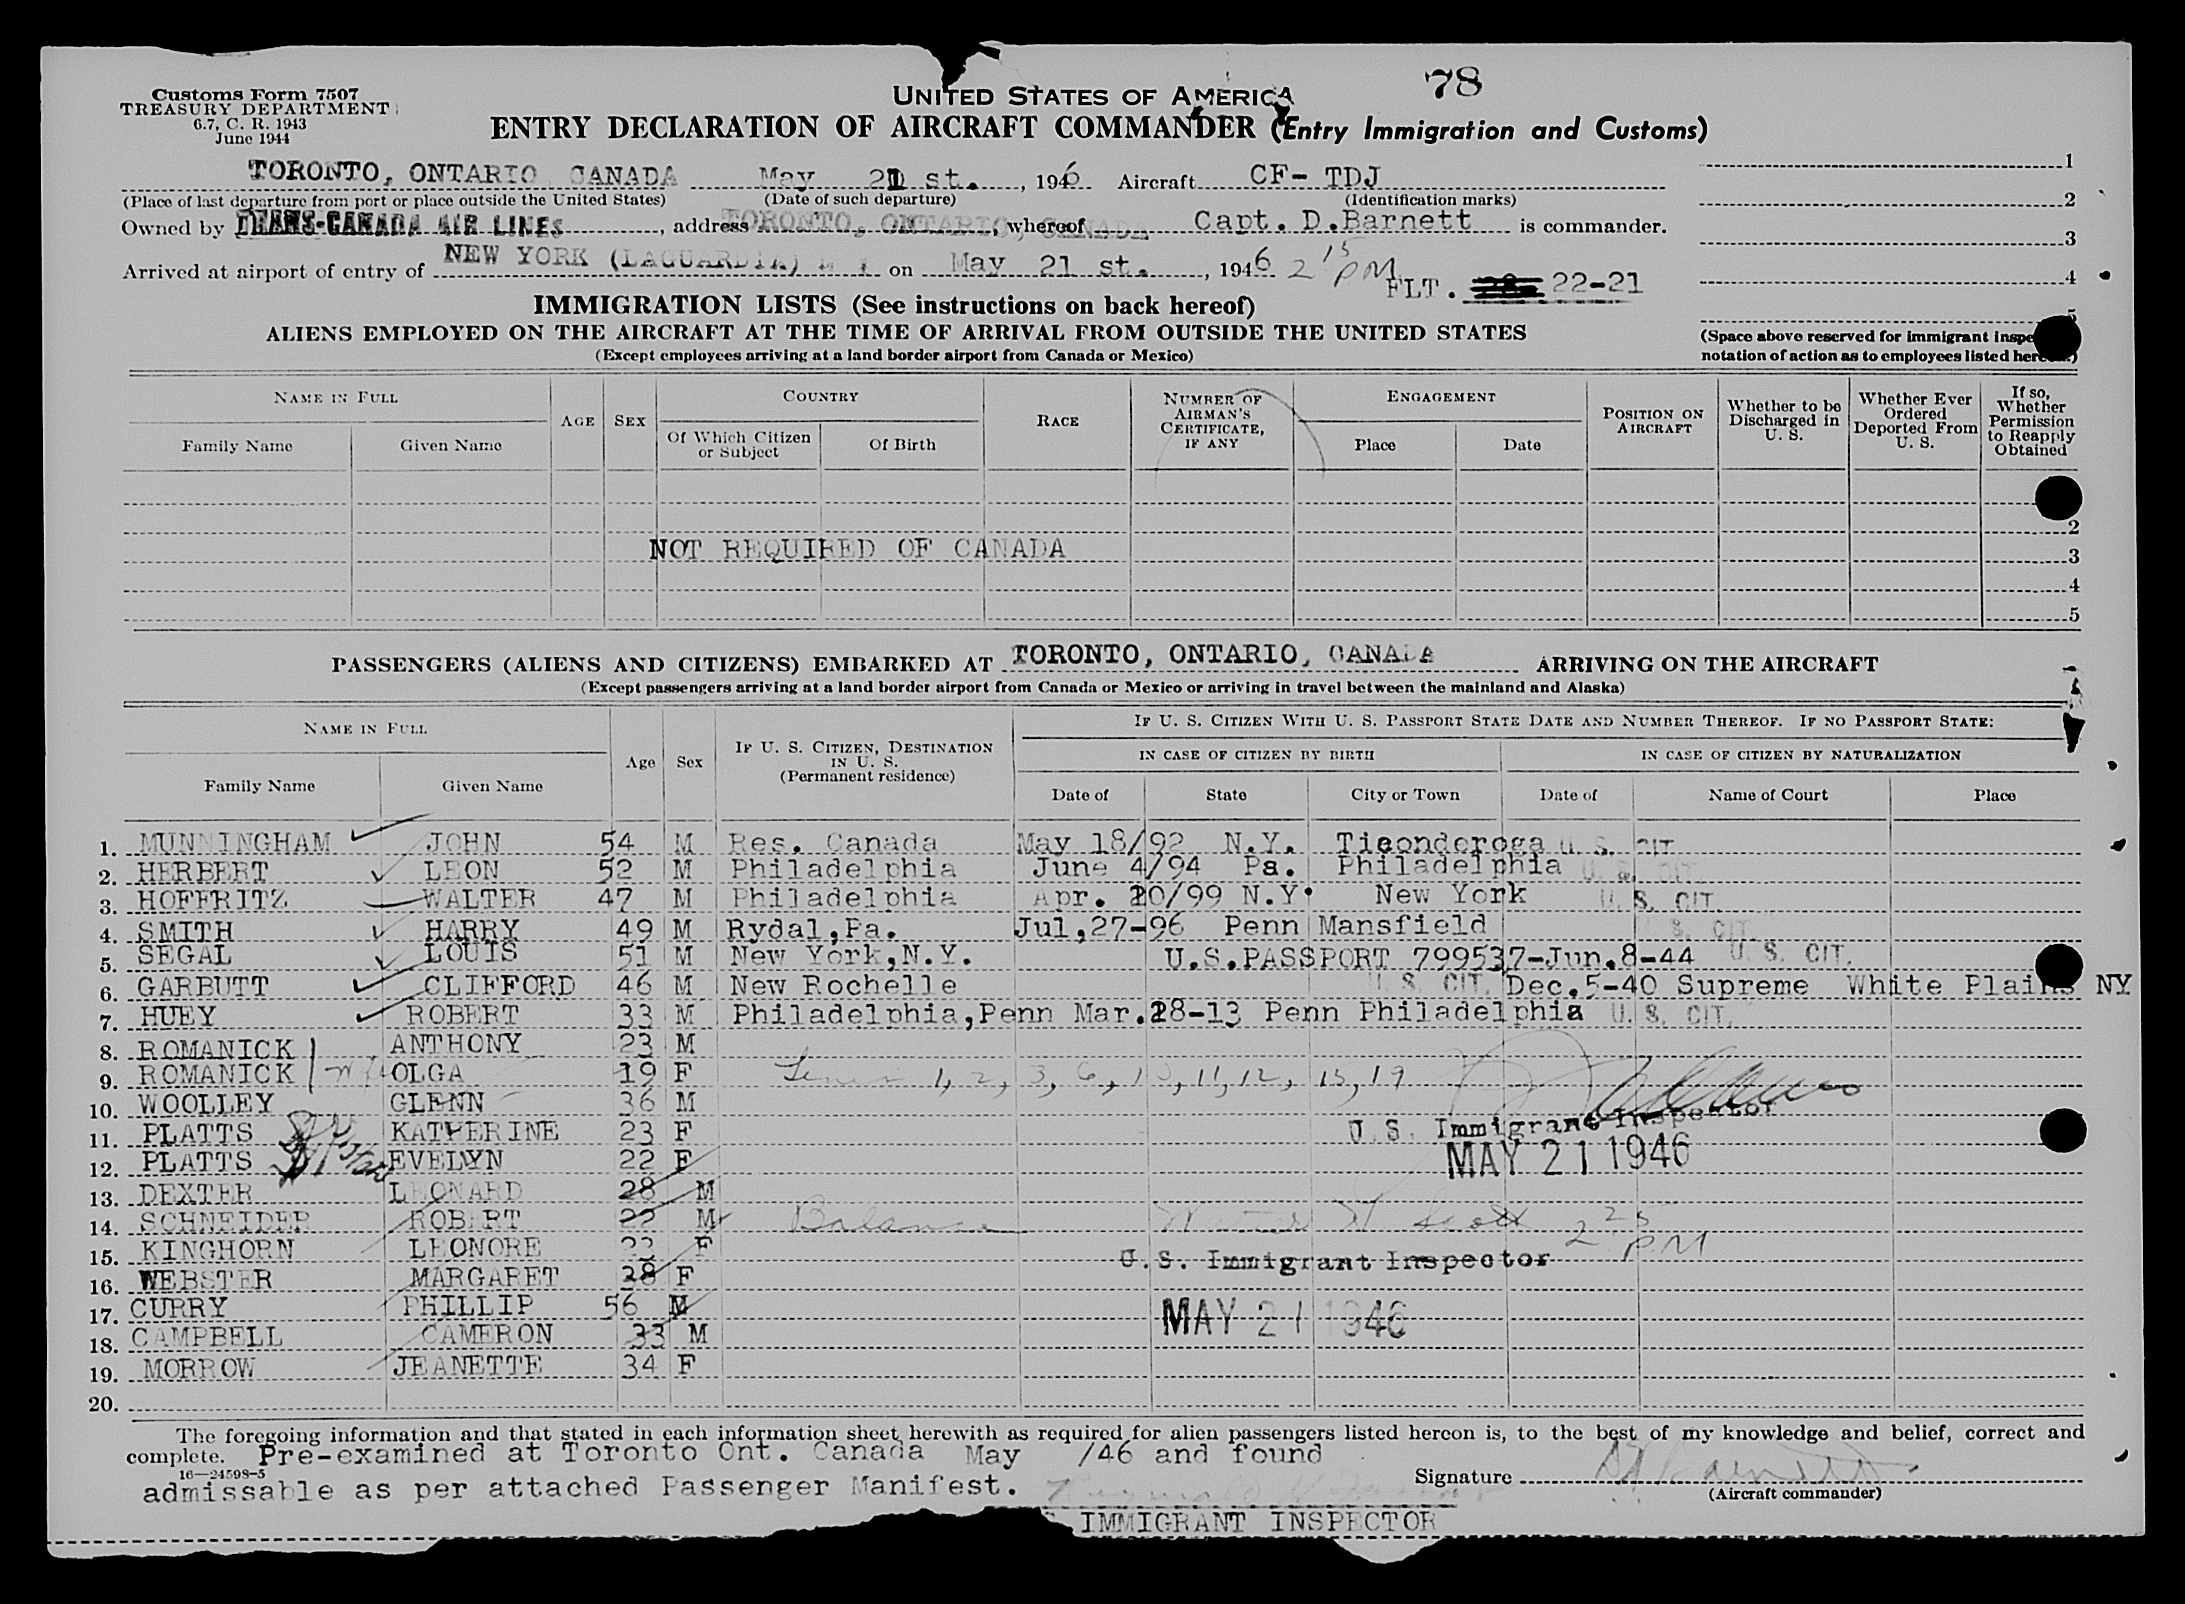 78
Customs Form 7507
TREASURY DEPARTMENT
6.7, C. R. 1943
June 1944
UNITED STATES OF AMERICA
ENTRY DECLARATION OF AIRCRAFT COMMANDER (Entry Immigration and Customs)
TORONTO, ONTARIO CANADA May 21 st., 1946 Aircraft CF- TDJ
(Place of last departure from port or place outside the United States) (Date of such departure) (Identification marks)
Owned by TRANS-CANADA AIR LINES, address TORONTO, ONTARIO, CANADA, whereof Capt. D.Barnett is commander.
Arrived at airport of entry of NEW YORK (LAGUARDIA) N Y on May 21 st., 1946 2 15 PM
FLT. 22-21
1
2
3
4
5
IMMIGRATION LISTS (See instructions on back hereof)
ALIENS EMPLOYED ON THE AIRCRAFT AT THE TIME OF ARRIVAL FROM OUTSIDE THE UNITED STATES
(Except employees arriving at a land border airport from Canada or Mexico)
(Space above reserved for immigrant
notation of action as to employees listed
NAME IN FULL
Family Name Given Name
AGE SEX
COUNTRY
Of Which Citizen or Subject Of Birth
RACE
NUMBER OF AIRMAN'S CERTIFICATE, IF ANY
ENGAGEMENT
Place Date
POSITION ON AIRCRAFT
Whether to be Discharged in U. S.
Whether Ever Ordered Deported From U. S.
If so, Whether Permission to Reapply Obtained
2
NOT REQUIRED OF CANADA
3
4
5
PASSENGERS (ALIENS AND CITIZENS) EMBARKED AT TORONTO, ONTARIO, CANADA ARRIVING ON THE AIRCRAFT
(Except passengers arriving at a land border airport from Canada or Mexico or arriving in travel between the mainland and Alaska)
NAME IN FULL
Family Name Given Name
Age Sex
IF U. S. CITIZEN, DESTINATION IN U. S. (Permanent residence)
IF U. S. CITIZEN WITH U. S. PASSPORT STATE DATE AND NUMBER THEREOF. IF NO PASSPORT STATE:
IN CASE OF CITIZEN BY BIRTH IN CASE OF CITIZEN BY NATURALIZATION
Date of State City or Town Date of Name of Court Place
1. MUNNINGHAM JOHN 54 M Res. Canada May 18/92 N.Y. Ticonderoga U. S. CIT
2. HERBERT LEON 52 M Philadelphia June 4/94 Pa. Philadelphia U. S. CIT
3. HOFFRITZ WALTER 47 M Philadelphia Apr. 20/99 N.Y. New York U. S. CIT.
4. SMITH HARRY 49 M Rydal,Pa. Jul,27-96 Penn Mansfield S. CIT.
5. SEGAL LOUIS 51 M New York,N.Y. U.S.PASSPORT 799537-Jun.8-44 U. S. CIT.
6. GARBUTT CLIFFORD 46 M New Rochelle U. S. CIT. Dec.5-40 Supreme White Plains NY
7. HUEY ROBERT 33 M Philadelphia,Penn Mar.28-13 Penn Philadelphia U. S. CIT.
8. ROMANICK ANTHONY 23 M
9. ROMANICK OLGA 19 F 1, 2, 3, 6, 10, 11, 12, 15, 19
10. WOOLLEY GLENN 36 M
11. PLATTS KATHERINE 23 F U. S. Immigrant Inspector
12. PLATTS EVELYN 22 F MAY 21 1946
13. DEXTER LEONARD 28 M
14. SCHNEIDER ROBERT 22 M Balance Scott 2 25 PM
15. KINGHORN LEONORE 23 F U. S. Immigrant Inspector
16. WEBSTER MARGARET 28 F
17. CURRY PHILLIP 56 M MAY 21 1946
18. CAMPBELL CAMERON 33 M
19. MORROW JEANETTE 34 F
20.
The foregoing information and that stated in each information sheet herewith as required for alien passengers listed hereon is, to the best of my knowledge and belief, correct and
complete. Pre-examined at Toronto Ont. Canada May /46 and found
16—24598-5
admissable as per attached Passenger Manifest.
Signature D Barnett
(Aircraft commander)
IMMIGRANT INSPECTOR